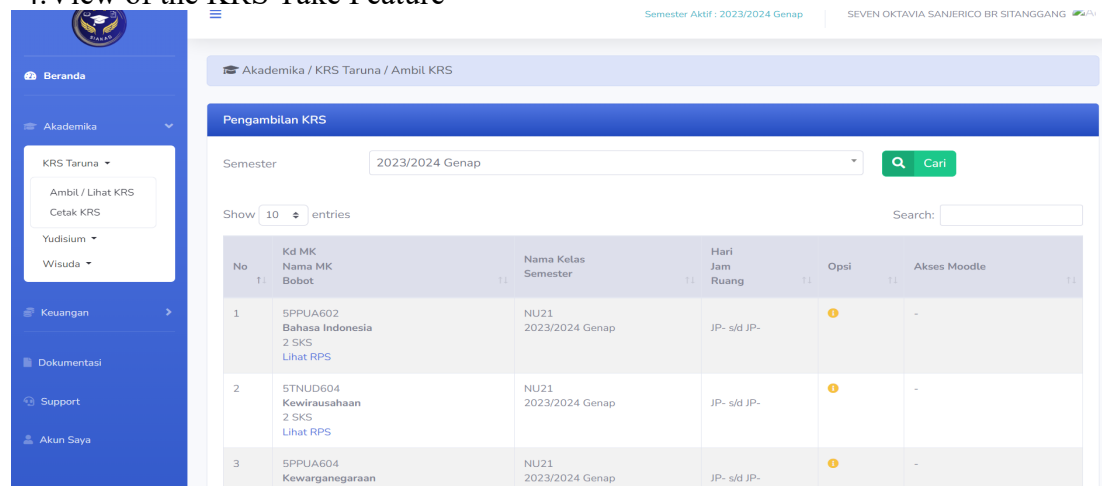 4. View of the KRS Take Feature
SIAKAD
Semester Aktif : 2023/2024 Genap
SEVEN OKTAVIA SANJERICO BR SITANGGANG
Beranda
Akademika
KRS Taruna
Ambil / Lihat KRS
Cetak KRS
Yudisium
Wisuda
Keuangan
Dokumentasi
Support
Akun Saya
Akademika / KRS Taruna / Ambil KRS
Pengambilan KRS
Semester
2023/2024 Genap
Cari
Show 10 entries
Search:
No
Kd MK
Nama MK
Bobot
Nama Kelas
Semester
Hari
Jam
Ruang
Opsi
Akses Moodle
1
5PPUA602
Bahasa Indonesia
2 SKS
Lihat RPS
NU21
2023/2024 Genap
JP- s/d JP-
-
2
5TNUD604
Kewirausahaan
2 SKS
Lihat RPS
NU21
2023/2024 Genap
JP- s/d JP-
-
3
5PPUA604
Kewarganegaraan
NU21
2023/2024 Genap
JP- s/d JP-
-